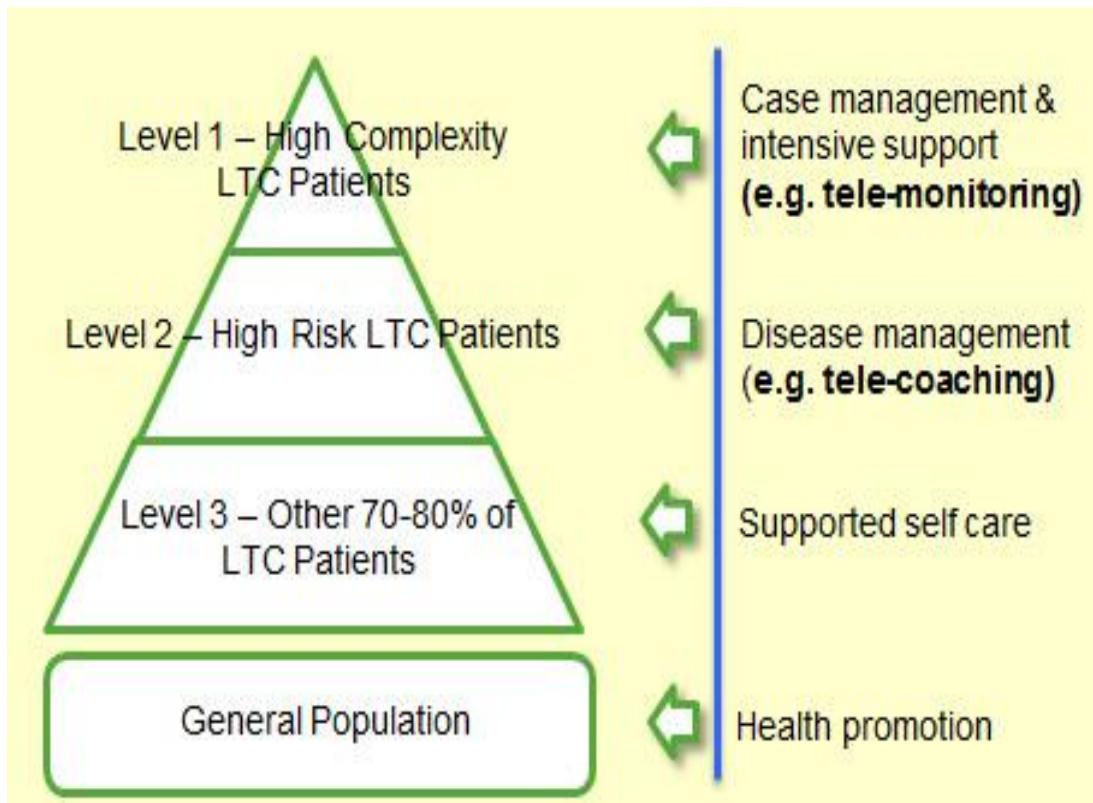 Level 1 – High Complexity
LTC Patients
Case management &
intensive support
(e.g. tele-monitoring)
Level 2 – High Risk LTC Patients
Disease management
(e.g. tele-coaching)
Level 3 – Other 70-80% of
LTC Patients
Supported self care
General Population
Health promotion